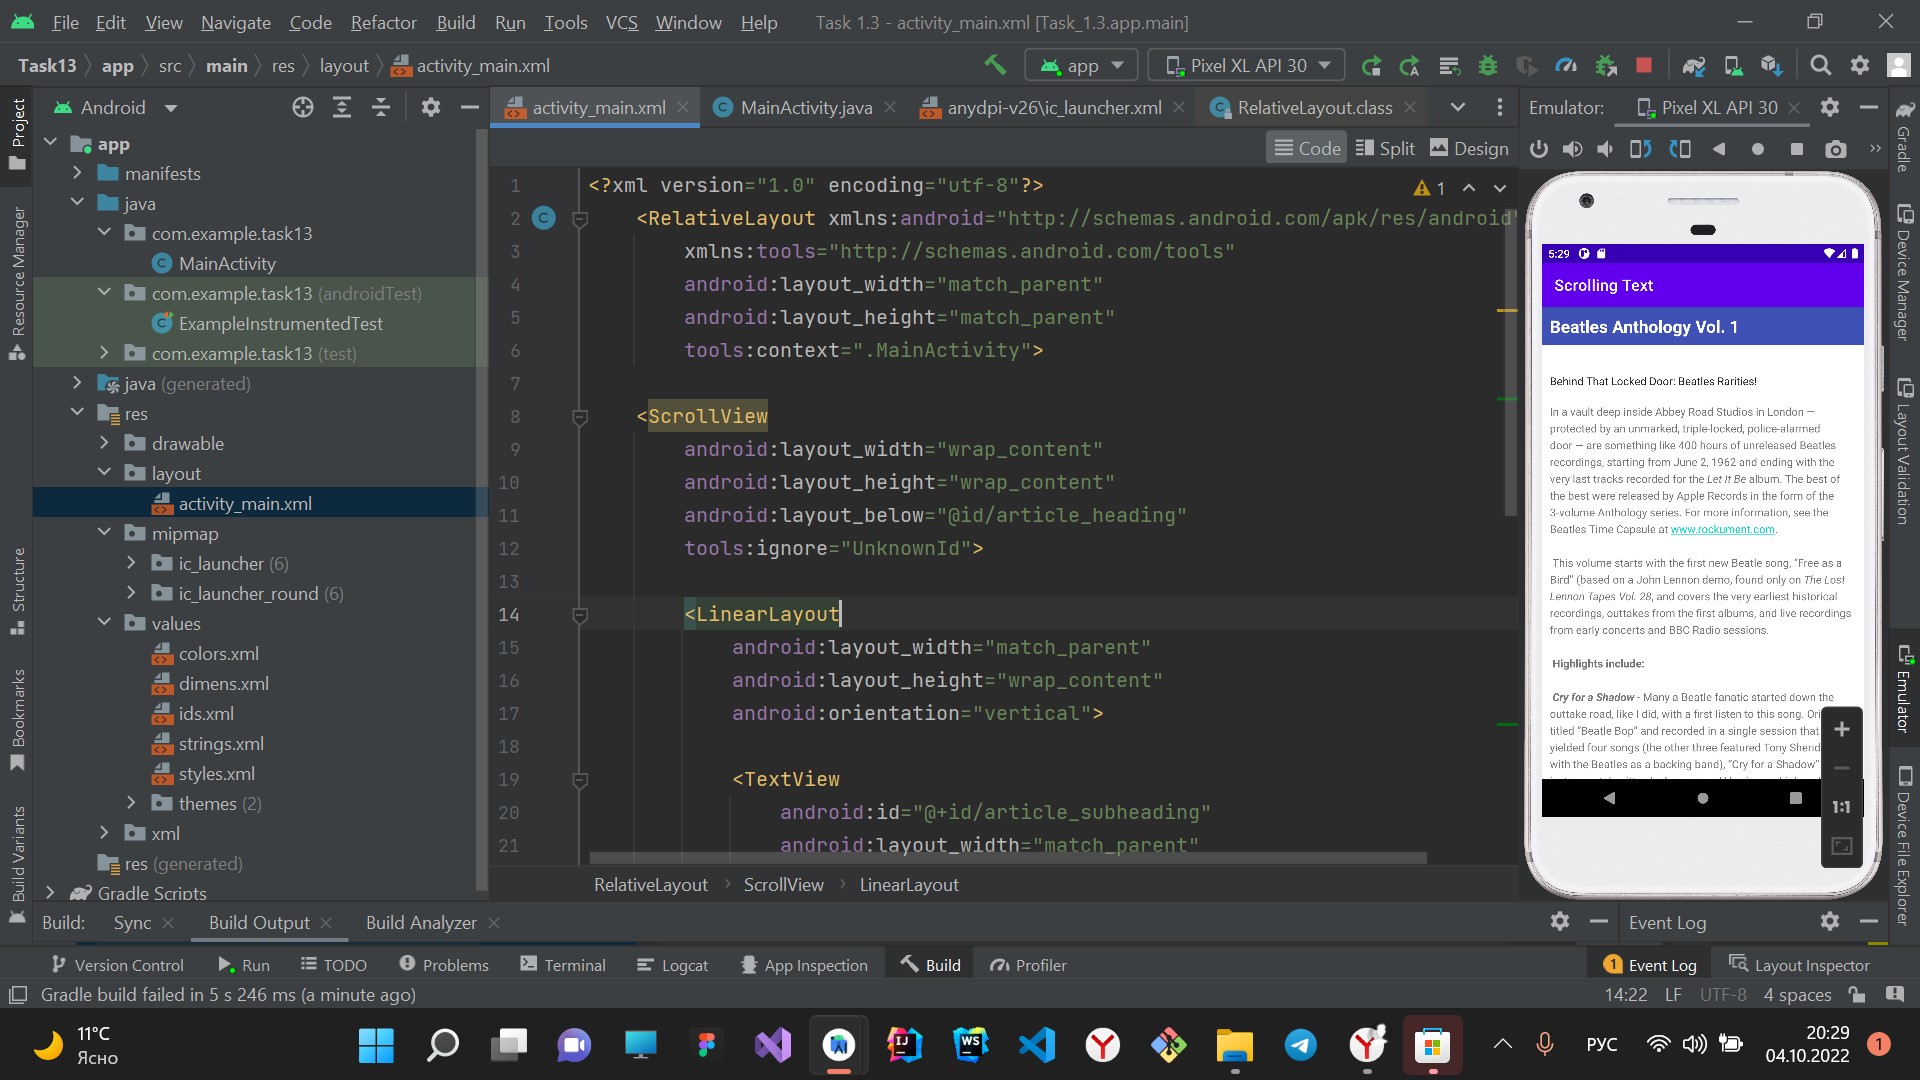 File Edit View Navigate Code Refactor Build Run Tools VCS Window Help Task 1.3 - activity_main.xml [Task_1.3.app.main]
Task13 app src main res layout activity_main.xml app Pixel XL API 30
Android activity_main.xml MainActivity.java anydpi-v26\ic_launcher.xml RelativeLayout.class Emulator: Pixel XL API 30
Code Split Design
Project
Resource Manager
Structure
Bookmarks
Build Variants
app
manifests
java
com.example.task13
MainActivity
com.example.task13 (androidTest)
ExampleInstrumentedTest
com.example.task13 (test)
java (generated)
res
drawable
layout
activity_main.xml
mipmap
ic_launcher (6)
ic_launcher_round (6)
values
colors.xml
dimens.xml
ids.xml
strings.xml
styles.xml
themes (2)
xml
res (generated)
Gradle Scripts
1 <?xml version="1.0" encoding="utf-8"?>
2 <RelativeLayout xmlns:android="http://schemas.android.com/apk/res/android"
3 xmlns:tools="http://schemas.android.com/tools"
4 android:layout_width="match_parent"
5 android:layout_height="match_parent"
6 tools:context=".MainActivity">
7
8 <ScrollView
9 android:layout_width="wrap_content"
10 android:layout_height="wrap_content"
11 android:layout_below="@id/article_heading"
12 tools:ignore="UnknownId">
13
14 <LinearLayout
15 android:layout_width="match_parent"
16 android:layout_height="wrap_content"
17 android:orientation="vertical">
18
19 <TextView
20 android:id="@+id/article_subheading"
21 android:layout_width="match_parent"
1
RelativeLayout ScrollView LinearLayout
5:29
Scrolling Text
Beatles Anthology Vol. 1
Behind That Locked Door: Beatles Rarities!
In a vault deep inside Abbey Road Studios in London —
protected by an unmarked, triple-locked, police-alarmed
door — are something like 400 hours of unreleased Beatles
recordings, starting from June 2, 1962 and ending with the
very last tracks recorded for the Let It Be album. The best of
the best were released by Apple Records in the form of the
3-volume Anthology series. For more information, see the
Beatles Time Capsule at www.rockument.com.
This volume starts with the first new Beatle song, “Free as a
Bird” (based on a John Lennon demo, found only on The Lost
Lennon Tapes Vol. 28, and covers the very earliest historical
recordings, outtakes from the first albums, and live recordings
from early concerts and BBC Radio sessions.
Highlights include:
Cry for a Shadow - Many a Beatle fanatic started down the
outtake road, like I did, with a first listen to this song. Ori
titled “Beatle Bop” and recorded in a single session that
yielded four songs (the other three featured Tony Sherid
with the Beatles as a backing band), “Cry for a Shadow”
1:1
Gradle
Device Manager
Layout Validation
Emulator
Device File Explorer
Build: Sync Build Output Build Analyzer Event Log
Version Control Run TODO Problems Terminal Logcat App Inspection Build Profiler 1 Event Log Layout Inspector
Gradle build failed in 5 s 246 ms (a minute ago) 14:22 LF UTF-8 4 spaces
11°C
Ясно
IJ
WS
РУС
20:29
04.10.2022
1